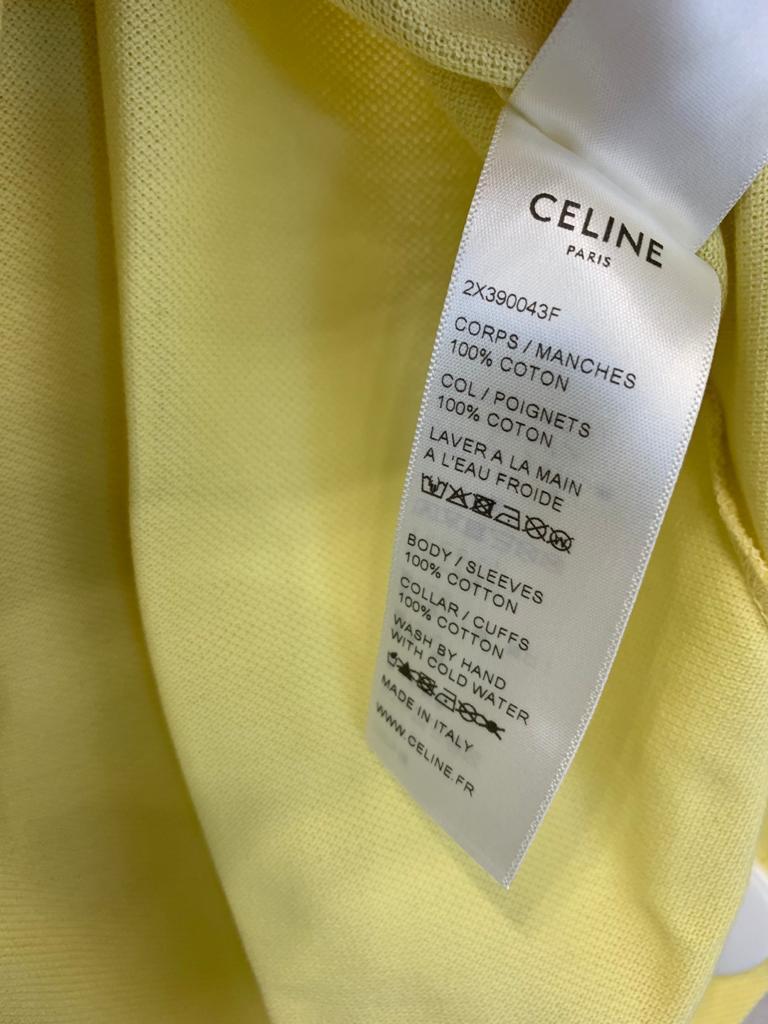 CELINE
PARIS
2X390043F
CORPS / MANCHES
100% COTON
COL / POIGNETS
100% COTON
LAVER A LA MAIN
A L'EAU FROIDE
BODY / SLEEVES
100% COTTON
COLLAR / CUFFS
100% COTTON
WASH BY HAND
WITH COLD WATER
MADE IN ITALY
WWW.CELINE.FR